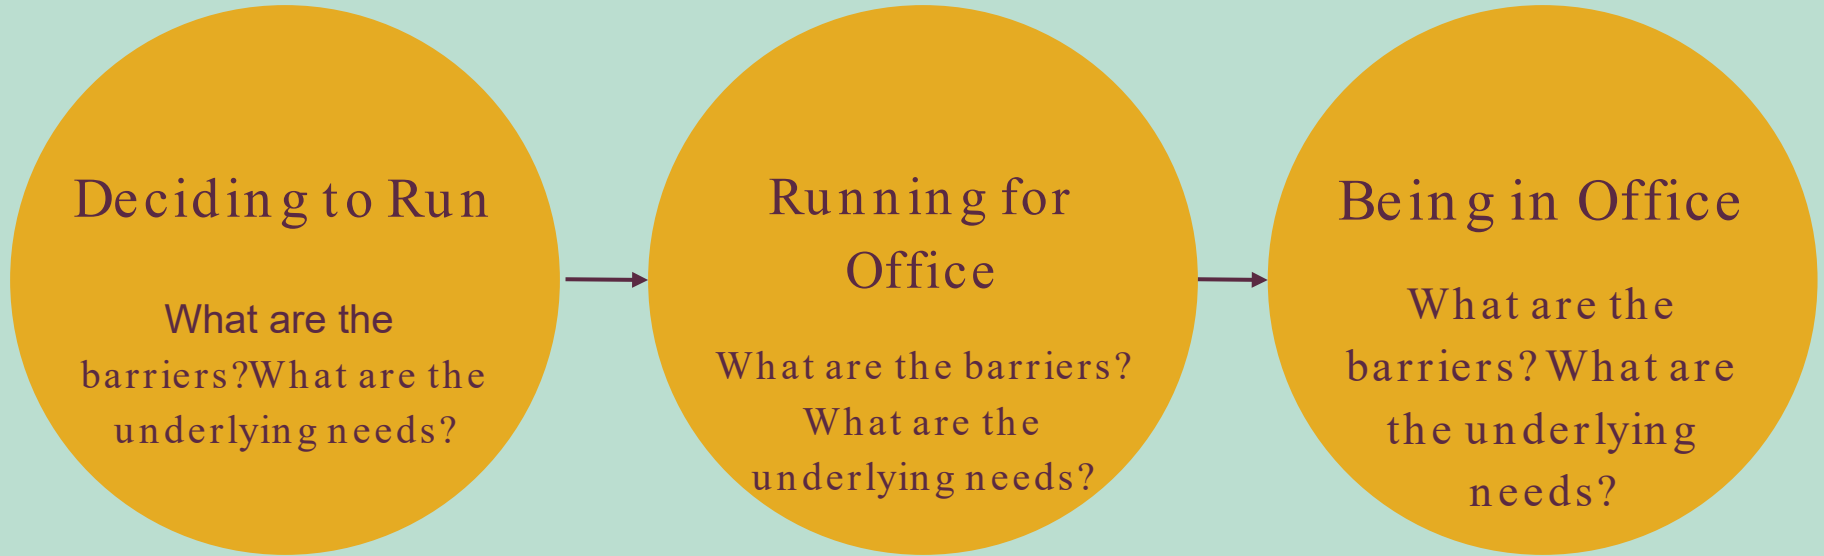 Deciding to Run
What are the
barriers?What are the
underlying needs?
Running for
Office
What are the barriers?
What are the
underlying needs?
Being in Office
What are the
barriers? What are
the underlying
needs?